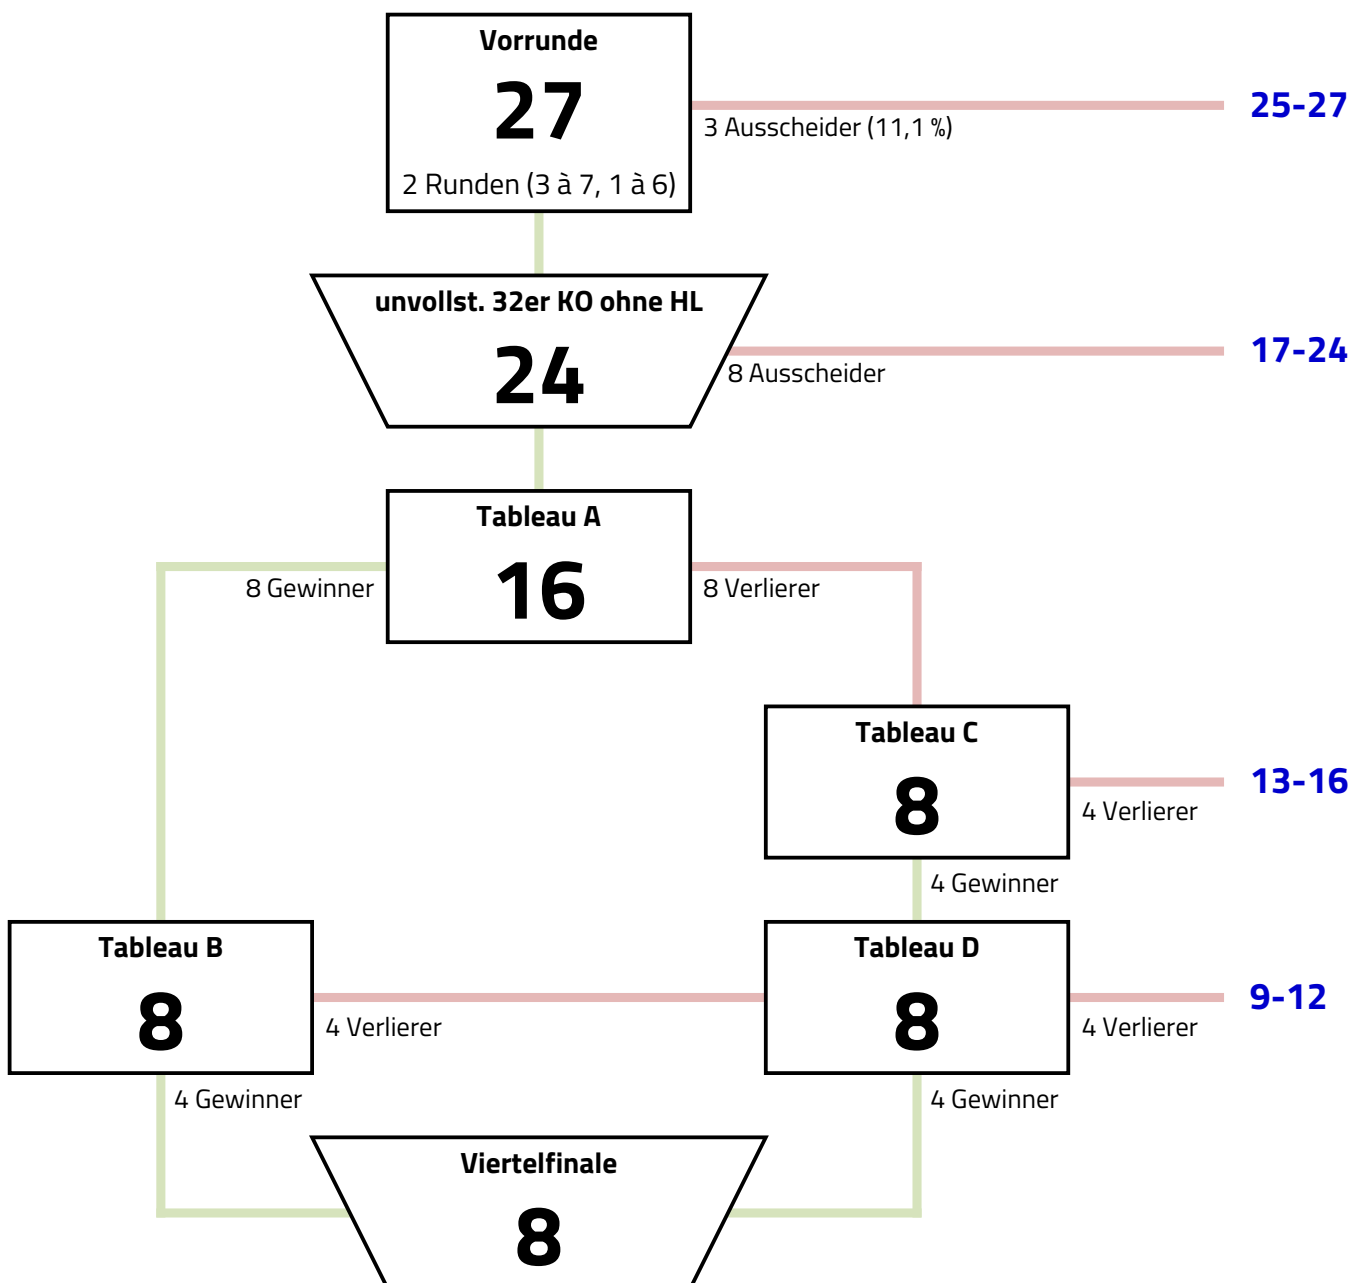 Vorrunde
27
2 Runden (3 à 7, 1 à 6)
3 Ausscheider (11,1 %)
25-27
unvollst. 32er KO ohne HL
24
8 Ausscheider
17-24
Tableau A
16
8 Gewinner
8 Verlierer
Tableau C
8
4 Verlierer
13-16
4 Gewinner
Tableau B
8
4 Verlierer
4 Gewinner
Tableau D
8
4 Verlierer
9-12
4 Gewinner
Viertelfinale
8